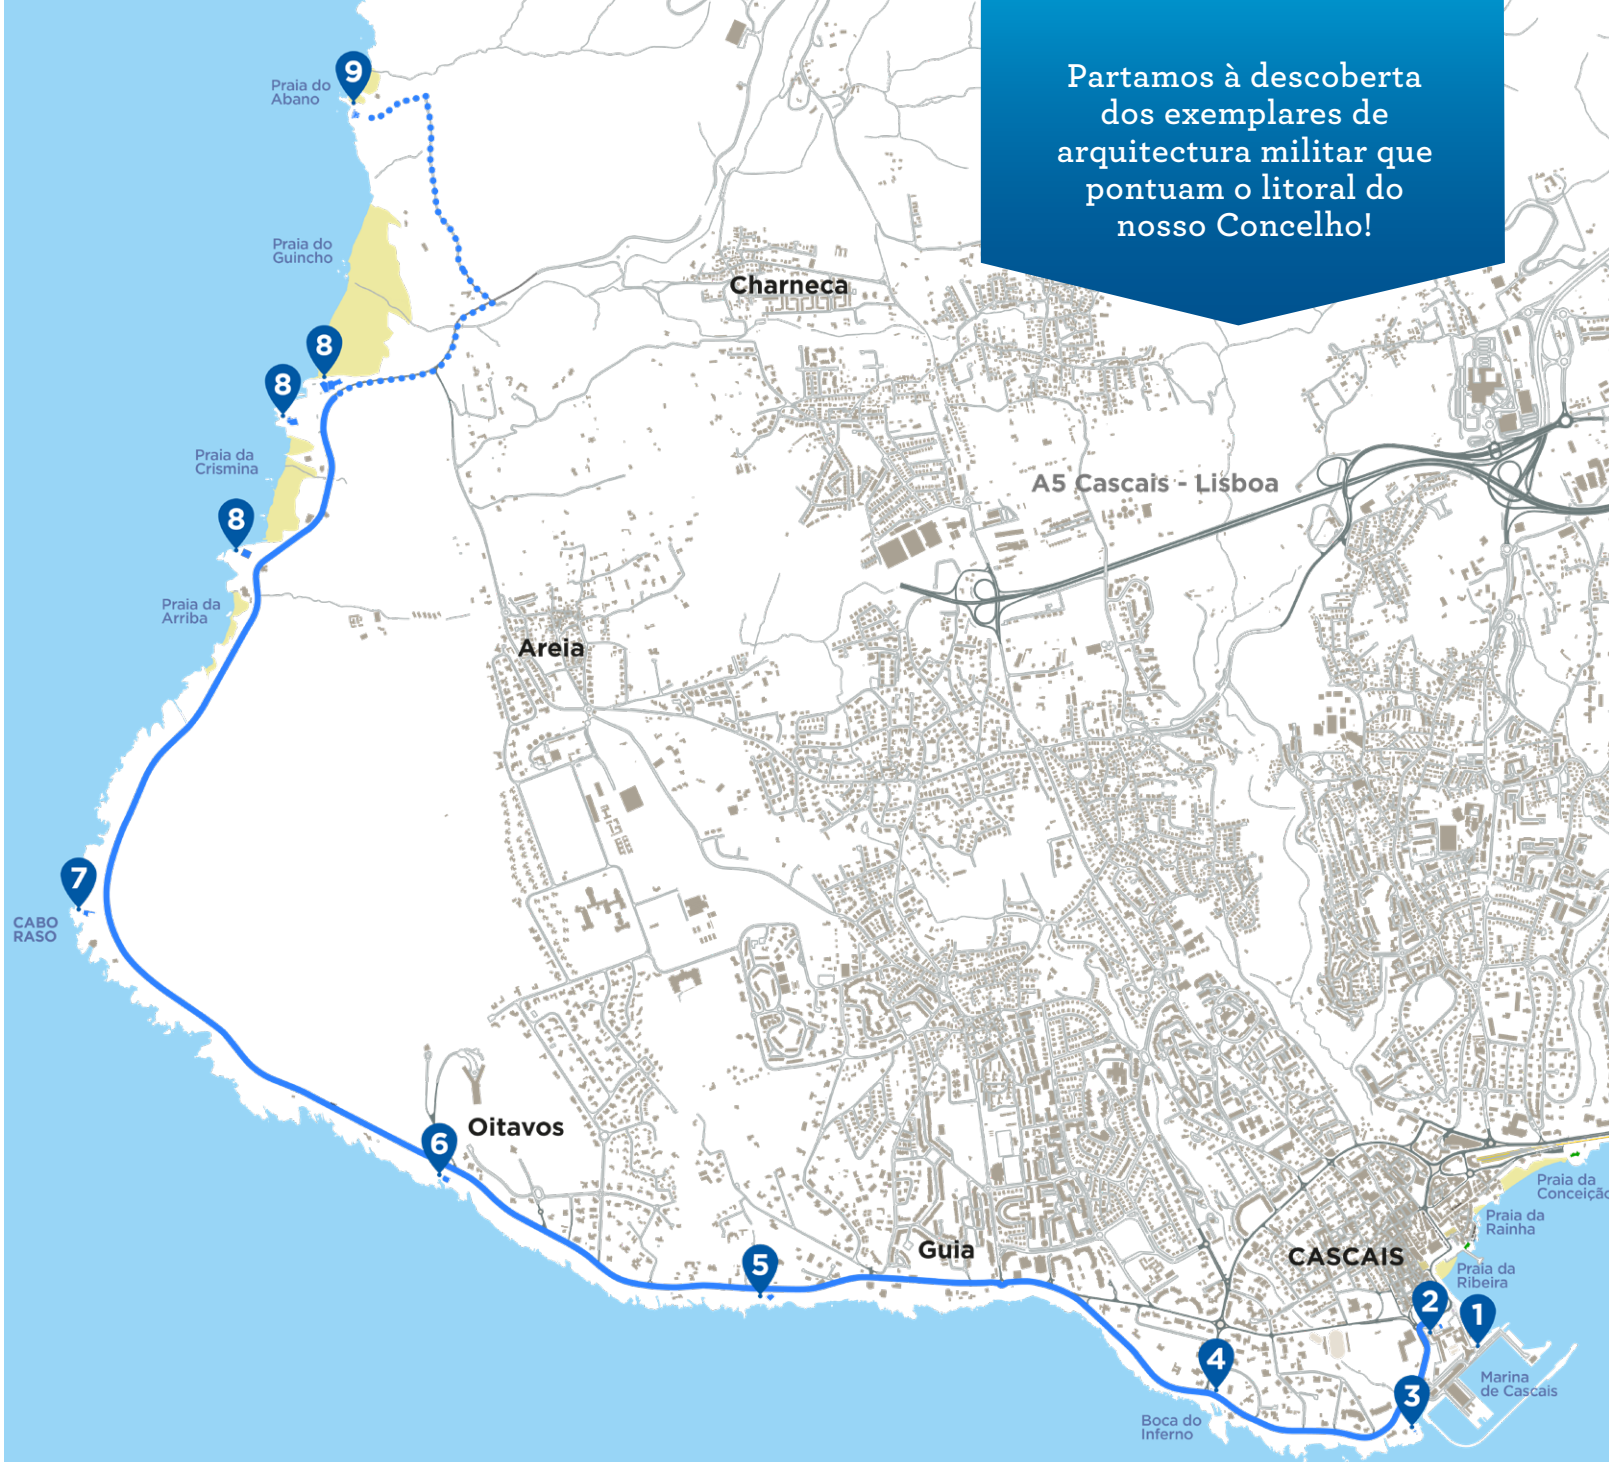 Partamos à descoberta
dos exemplares de
arquitectura militar que
pontuam o litoral do
nosso Concelho!
9
Praia do
Abano
Praia do
Guincho
Charneca
8
8
Praia da
Crismina
A5 Cascais - Lisboa
8
Praia da
Arriba
Areia
7
CABO
RASO
6
Oitavos
5
Guia
CASCAIS
Praia da
Conceição
Praia da
Rainha
Praia da
Ribeira
2
1
4
3
Marina
de Cascais
Boca do
Inferno